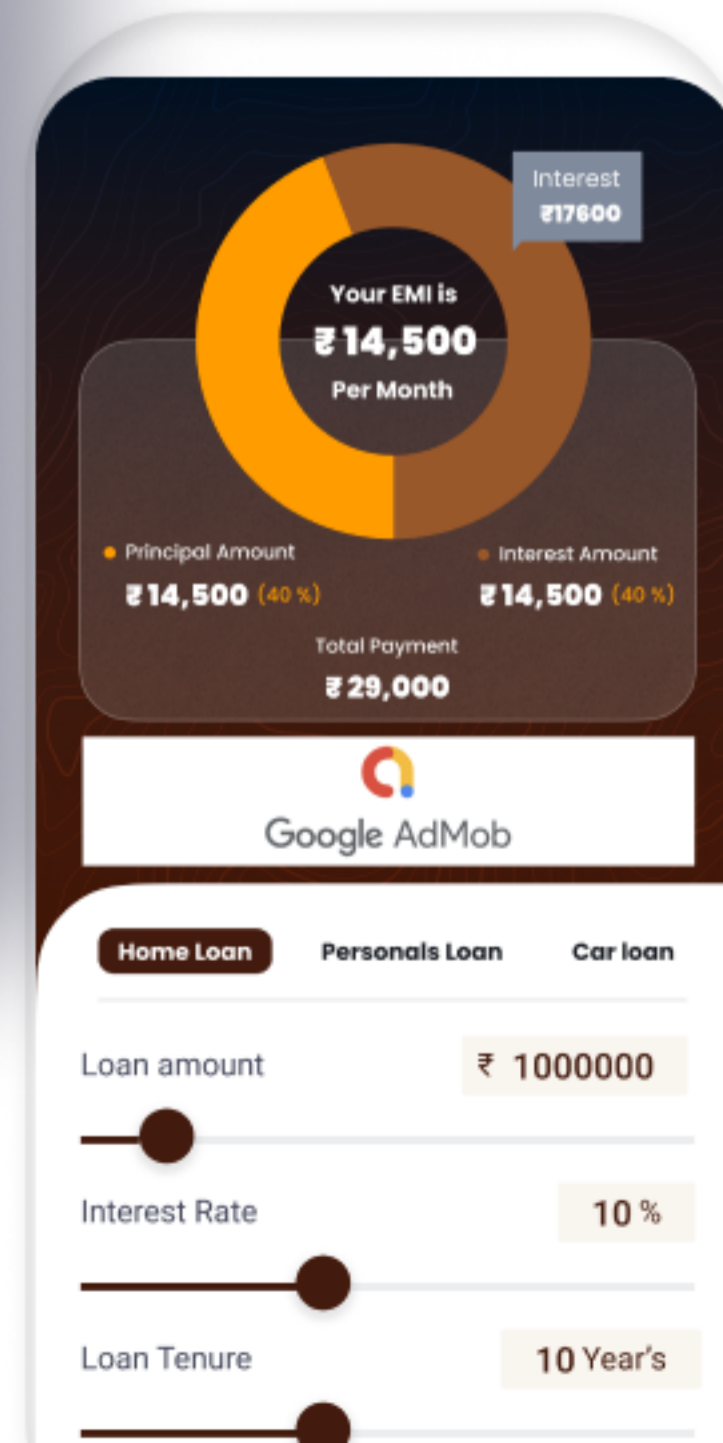 Interest
₹17600
Your EMI is
₹ 14,500
Per Month
Principal Amount
₹ 14,500 (40 %)
Interest Amount
₹ 14,500 (40 %)
Total Payment
₹ 29,000
Google AdMob
Home Loan Personals Loan Car loan
Loan amount ₹ 1000000
Interest Rate 10 %
Loan Tenure 10 Year's